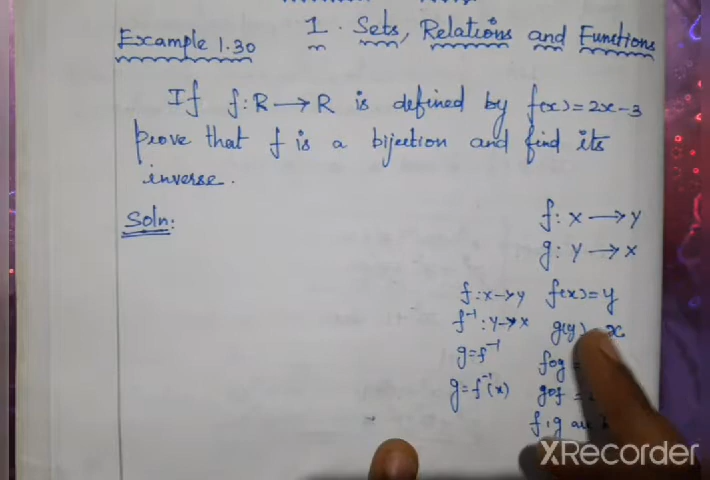 1. Sets, Relations and Functions
Example 1.30
If f: R → R is defined by f(x) = 2x - 3
prove that f is a bijection and find its
inverse.
Soln:
f: X → Y
g: Y → X
f: x → y f(x) = y
f⁻¹: y → x g(y) x
g = f⁻¹ fog =
g = f⁻¹(x) gof =
f, g
XRecorder